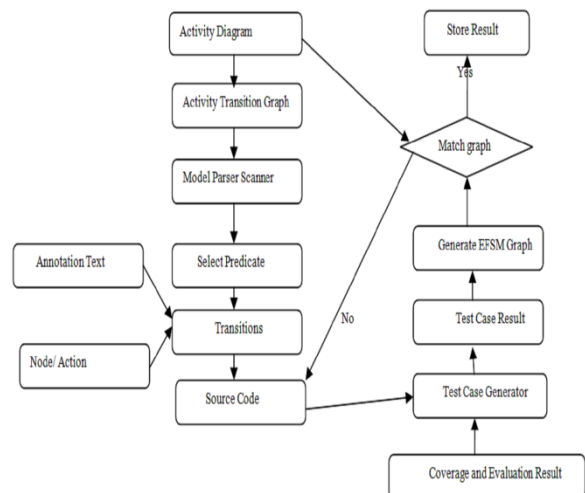 Activity Diagram
Store Result
Yes
Activity Transition Graph
Match graph
Model Parser Scanner
Generate EFSM Graph
Annotation Text
Select Predicate
Transitions
No
Test Case Result
Node/ Action
Source Code
Test Case Generator
Coverage and Evaluation Result